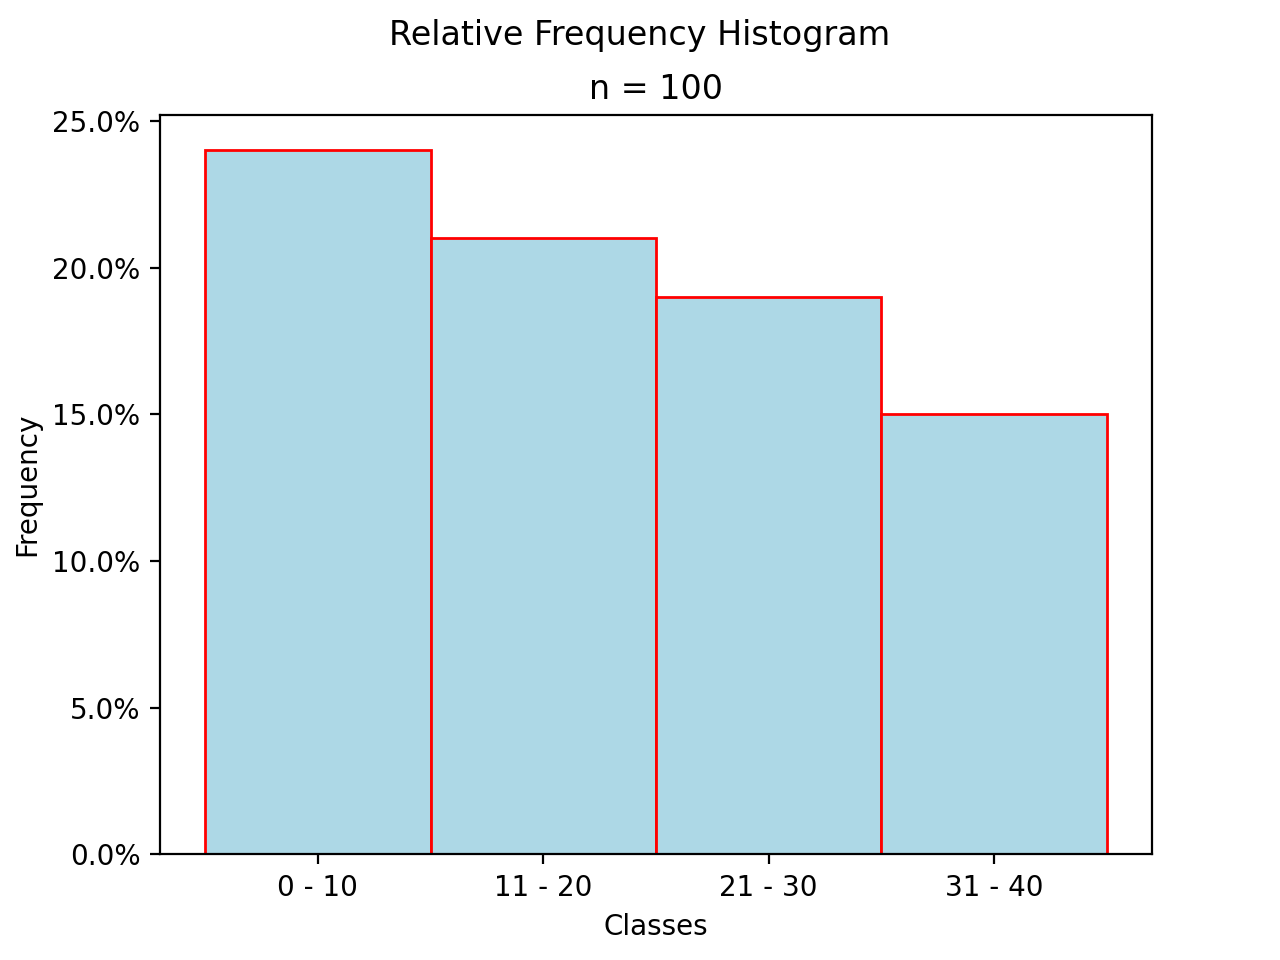 Relative Frequency Histogram
n = 100
25.0%
20.0%
15.0%
10.0%
5.0%
0.0%
Frequency
0 - 10
11 - 20
21 - 30
31 - 40
Classes